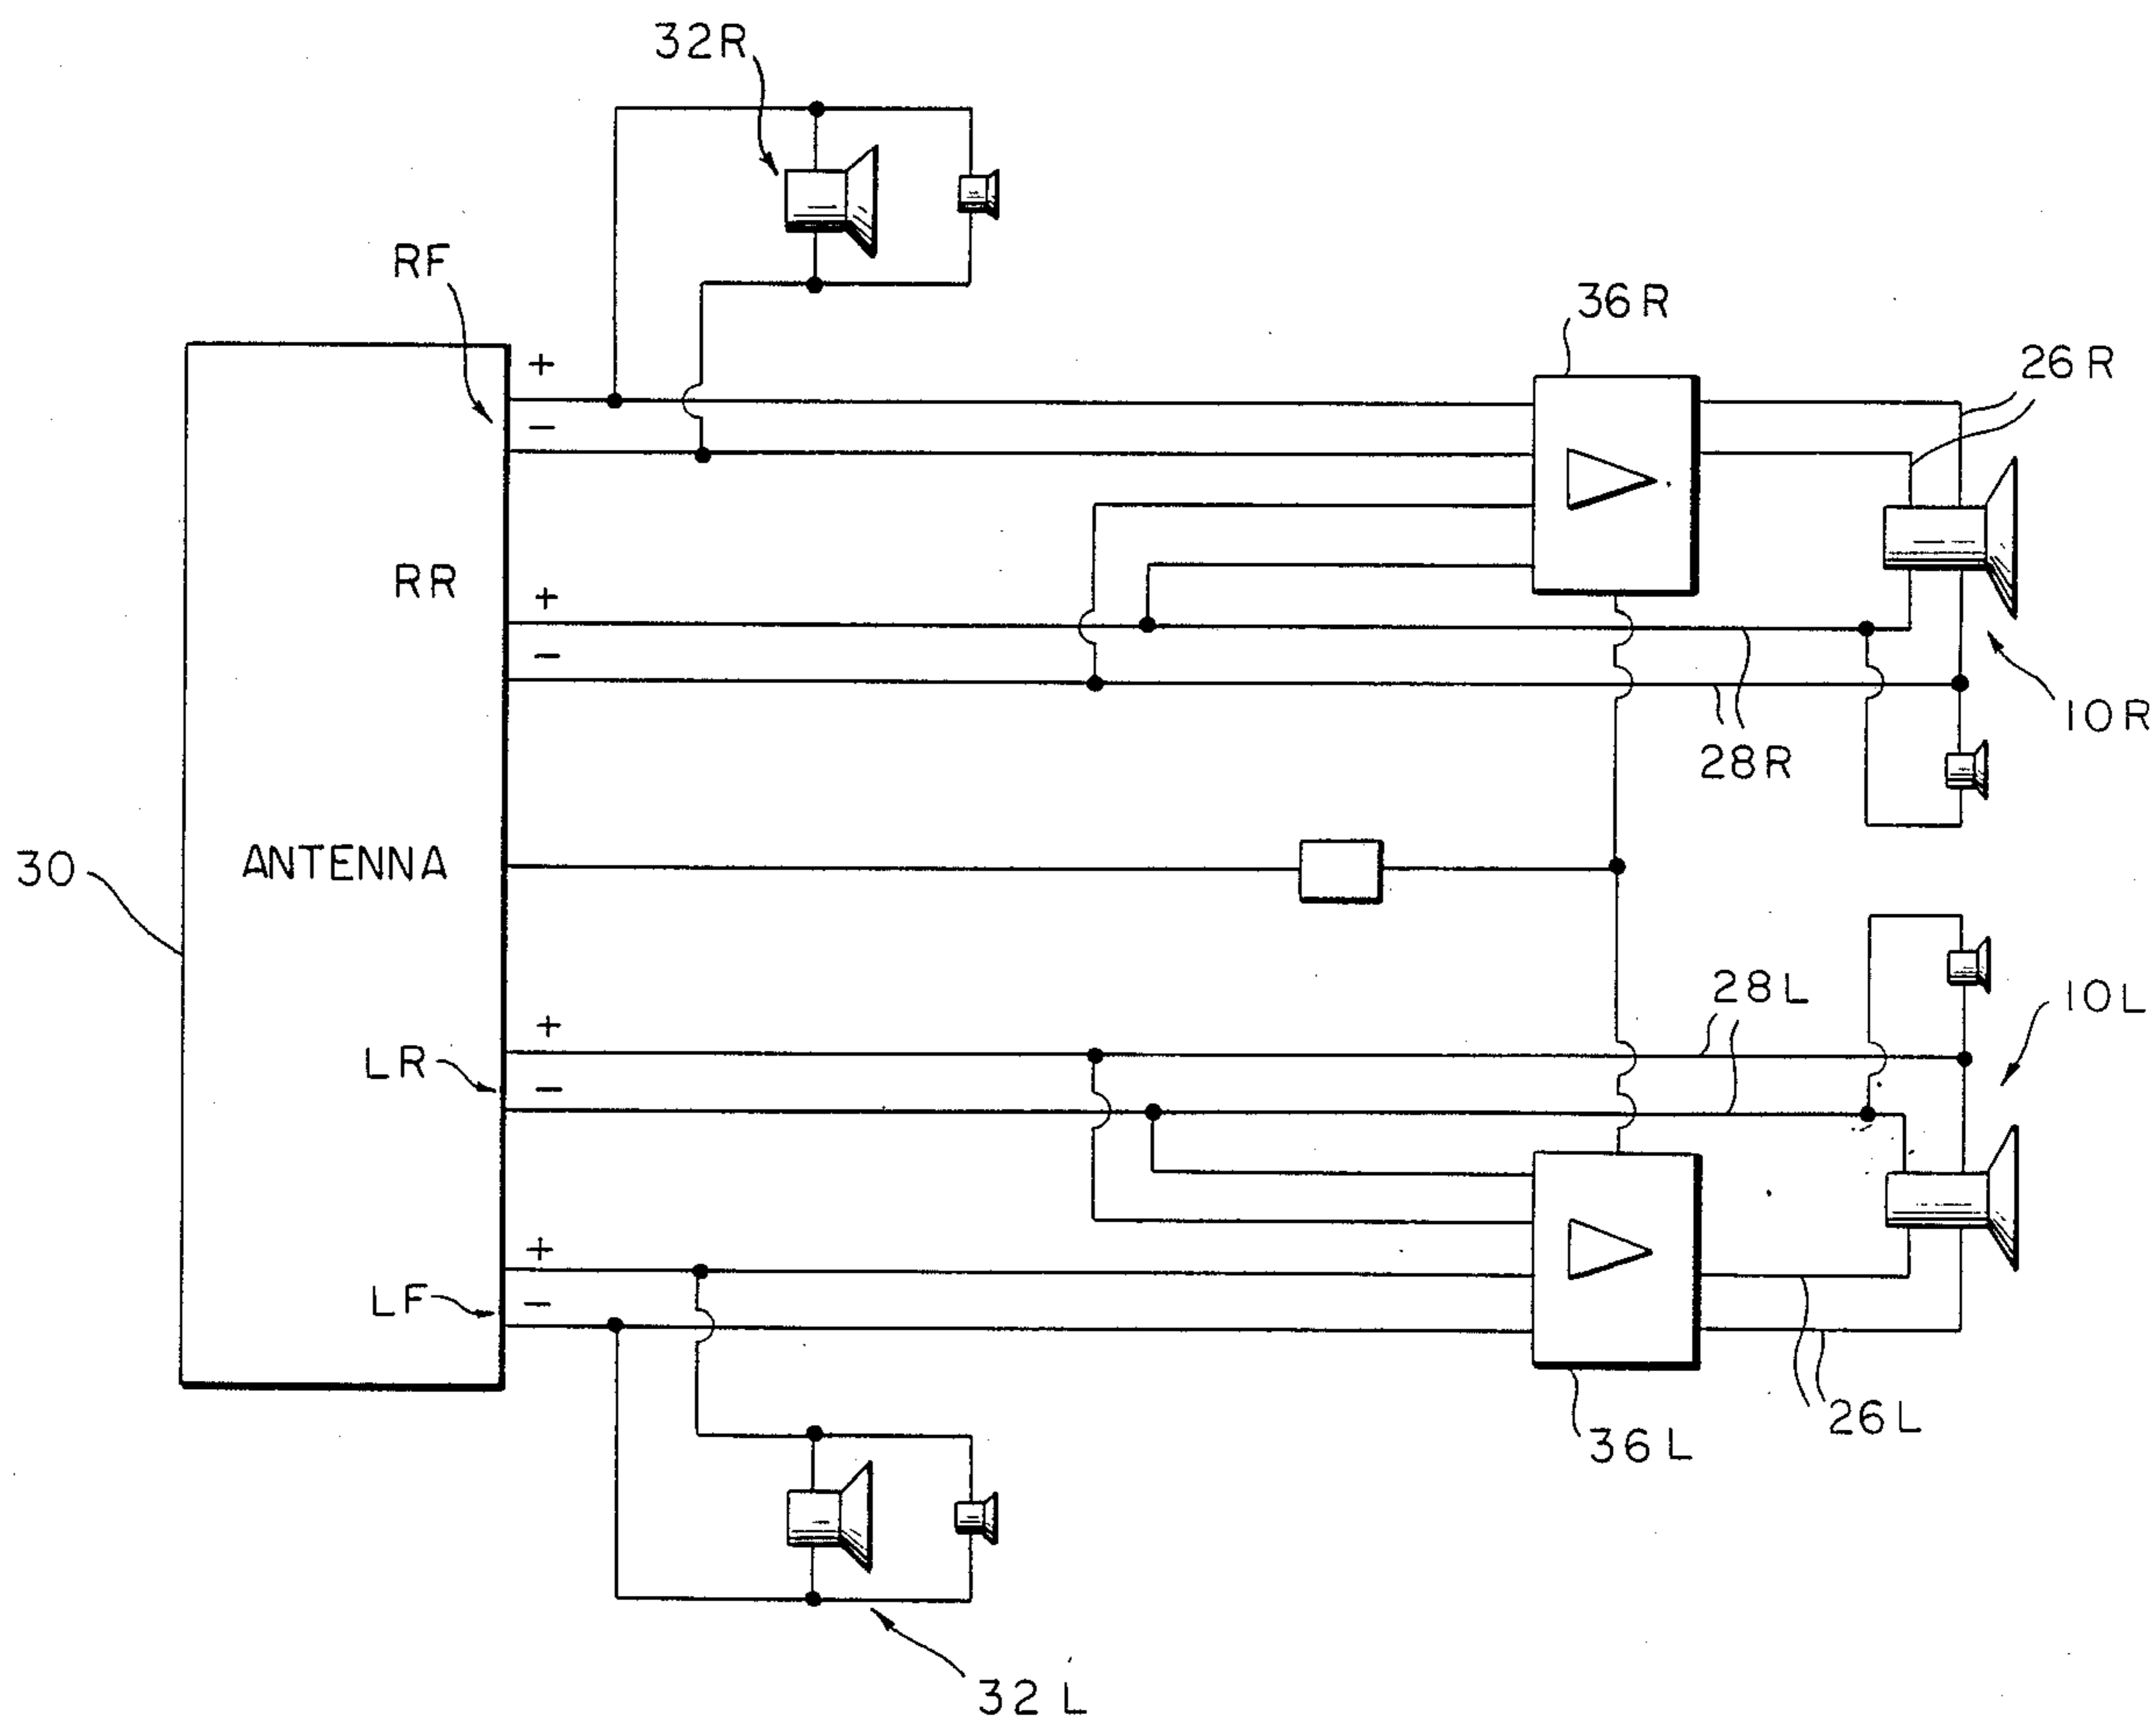 32R
RF
36R
+
26R
−
RR
+
−
10R
28R
30
ANTENNA
28L
10L
+
LR
−
+
LF
−
26L
36L
32L